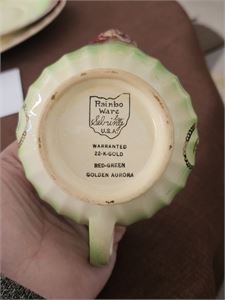 Rainbo
Ware
Sebring
U.S.A.
WARRANTED
22-K-GOLD
RED-GREEN
GOLDEN AURORA